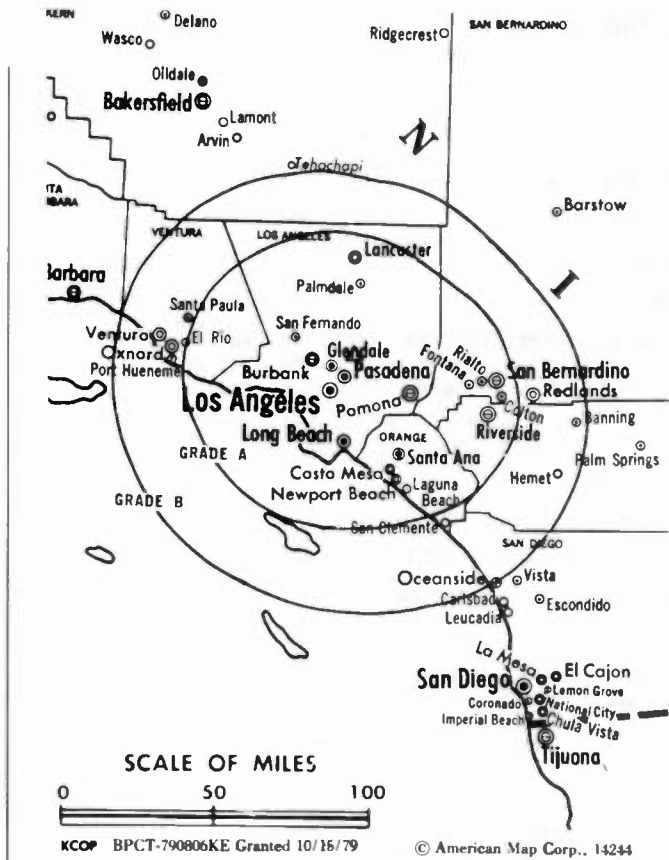 KERN
Delano
SAN BERNARDINO
Wasco
Ridgecrest
Oildale
Bakersfield
Lamont
Arvin
N
Tehachapi
I
Barstow
VENTURA
LOS ANGELES
Lancaster
Barbara
Palmdale
Santa Paula
San Fernando
Ventura
El Rio
Oxnard
Port Hueneme
Burbank
Glendale
Pasadena
Fontana
Rialto
San Bernardino
Redlands
Los Angeles
Pomona
Colton
Riverside
Banning
Long Beach
ORANGE
Palm Springs
GRADE A
Santa Ana
Costa Mesa
Hemet
Newport Beach
Laguna Beach
GRADE B
San Clemente
SAN DIEGO
Oceanside
Vista
Carlsbad
Escondido
Leucadia
La Mesa
El Cajon
San Diego
Lemon Grove
Coronado
National City
Imperial Beach
Chula Vista
Tijuana
SCALE OF MILES
0 50 100
KCOP BPCT-790806KE Granted 10/16/79
© American Map Corp., 14244